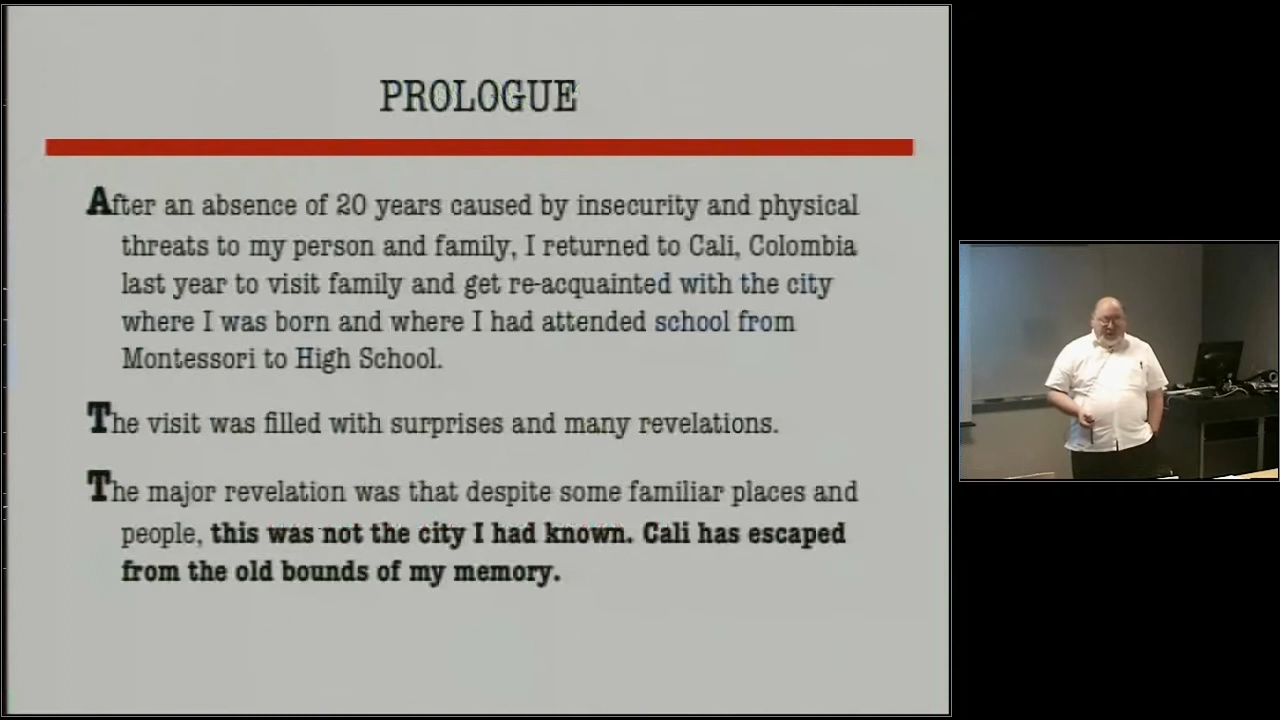 PROLOGUE
After an absence of 20 years caused by insecurity and physical
threats to my person and family, I returned to Cali, Colombia
last year to visit family and get re-acquainted with the city
where I was born and where I had attended school from
Montessori to High School.
The visit was filled with surprises and many revelations.
The major revelation was that despite some familiar places and
people, this was not the city I had known. Cali has escaped
from the old bounds of my memory.